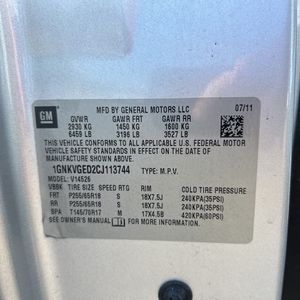 GM
MFD BY GENERAL MOTORS LLC 07/11
GVWR GAWR FRT GAWR RR
2930 KG 1450 KG 1600 KG
6459 LB 3196 LB 3527 LB
THIS VEHICLE CONFORMS TO ALL APPLICABLE U.S. FEDERAL MOTOR
VEHICLE SAFETY STANDARDS IN EFFECT ON THE DATE OF
MANUFACTURE SHOWN ABOVE.
1GNKVGED2CJ113744 TYPE: M.P.V.
MODEL: V14526
TIRE SIZE SPEED RTG RIM COLD TIRE PRESSURE
FRT P255/65R18 S 18X7.5J 240KPA(35PSI)
RR P255/65R18 S 18X7.5J 240KPA(35PSI)
SPA T145/70R17 M 17X4.5B 420KPA(60PSI)
SEE OWNER'S MANUAL FOR MORE INFORMATION.